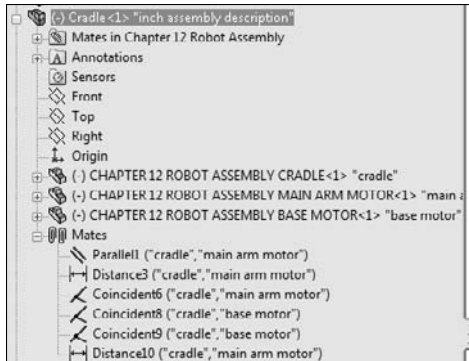 (-) Cradle<1> "inch assembly description"
Mates in Chapter 12 Robot Assembly
A Annotations
Sensors
Front
Top
Right
Origin
(-) CHAPTER 12 ROBOT ASSEMBLY CRADLE<1> "cradle"
(-) CHAPTER 12 ROBOT ASSEMBLY MAIN ARM MOTOR<1> "main a
(-) CHAPTER 12 ROBOT ASSEMBLY BASE MOTOR<1> "base motor"
Mates
Parallel1 ("cradle","main arm motor")
Distance3 ("cradle","main arm motor")
Coincident6 ("cradle","main arm motor")
Coincident8 ("cradle","base motor")
Coincident9 ("cradle","base motor")
Distance10 ("cradle","main arm motor")